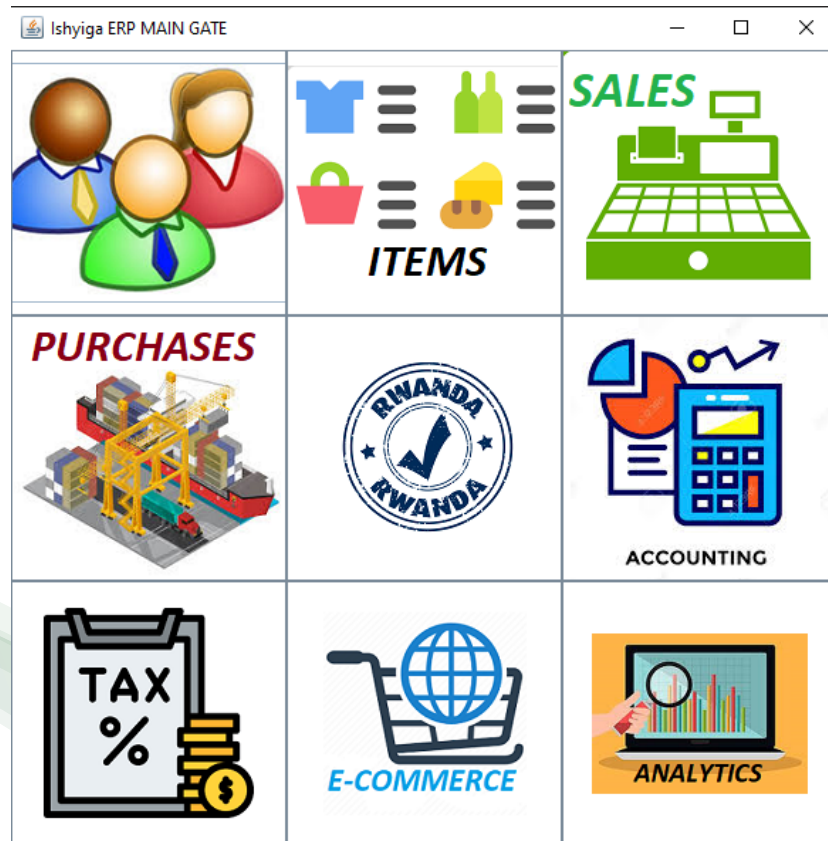 Ishyiga ERP MAIN GATE
ITEMS
SALES
PURCHASES
RWANDA
RWANDA
ACCOUNTING
TAX
%
$
E-COMMERCE
ANALYTICS